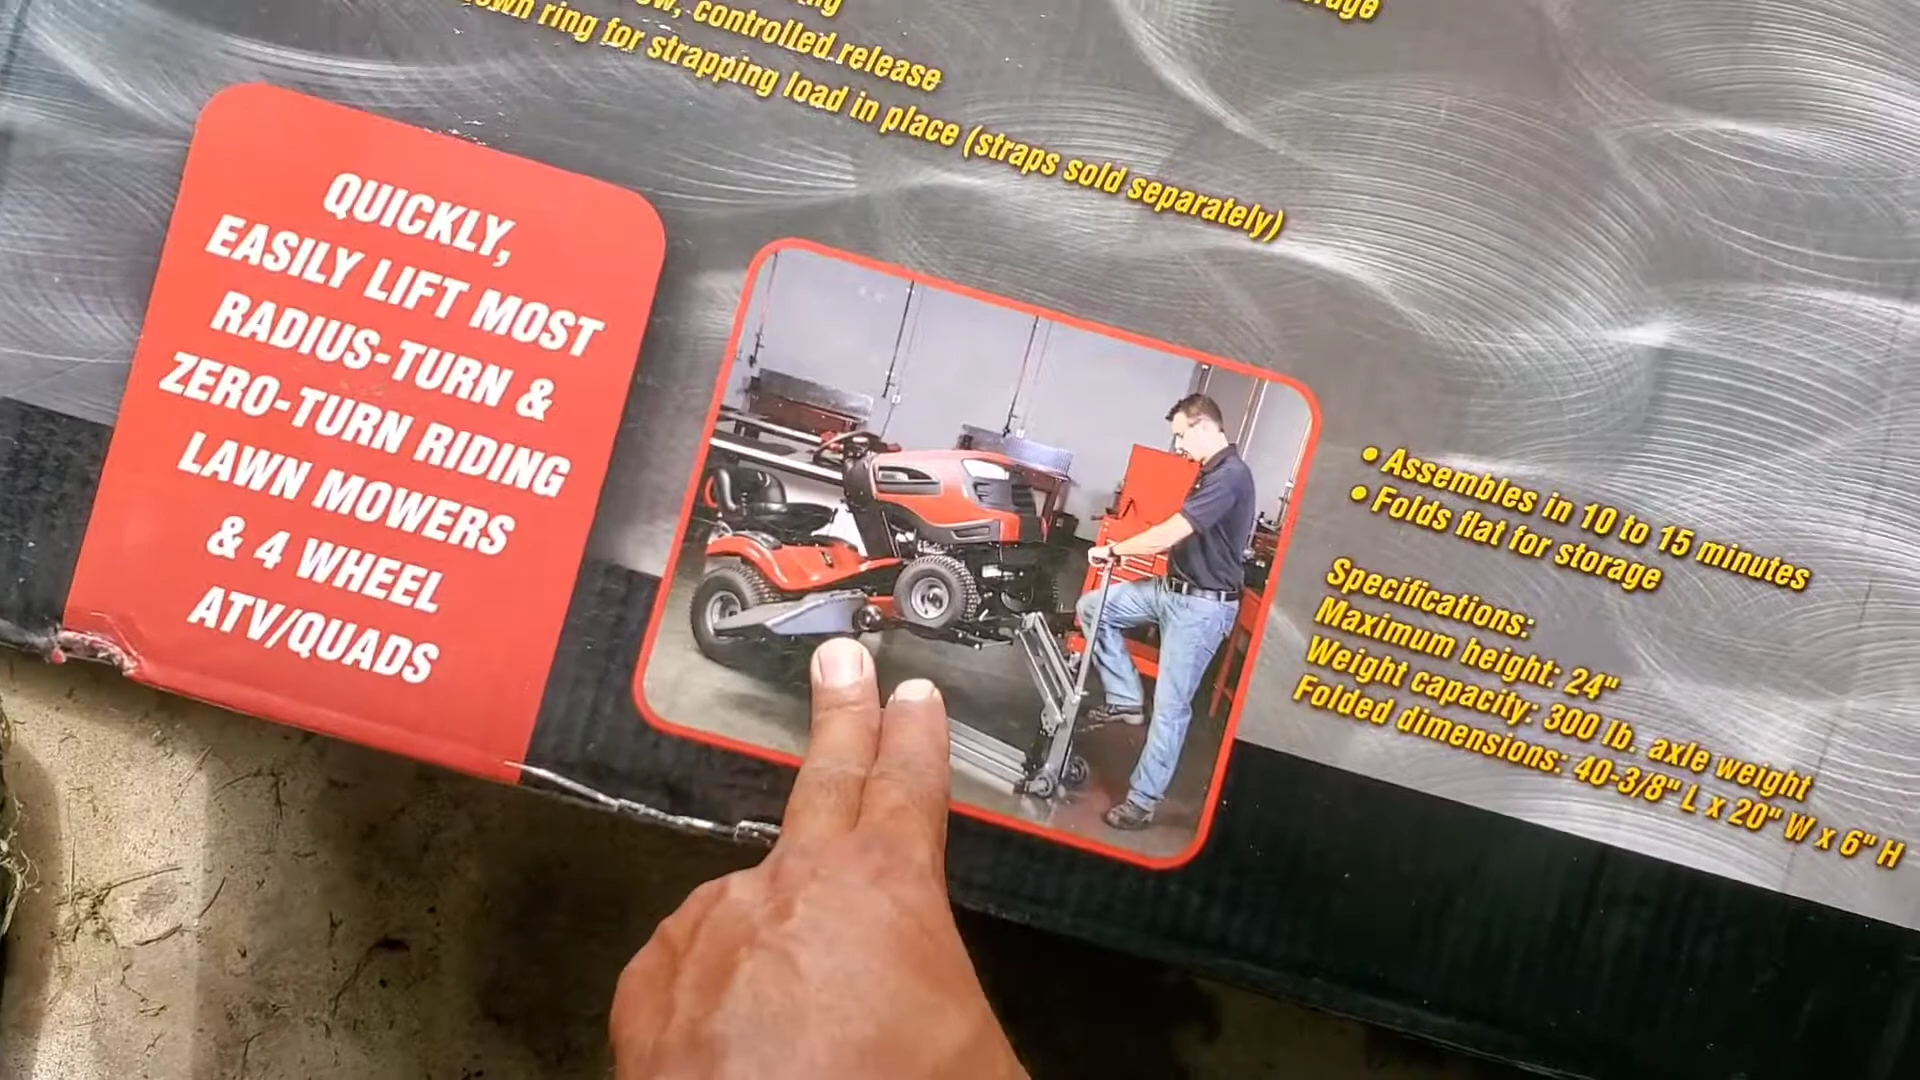 controlled release
ring for strapping load in place (straps sold separately)
QUICKLY,
EASILY LIFT MOST
RADIUS-TURN &
ZERO-TURN RIDING
LAWN MOWERS
& 4 WHEEL
ATV/QUADS
• Assembles in 10 to 15 minutes
• Folds flat for storage
Specifications:
Maximum height: 24"
Weight capacity: 300 lb. axle weight
Folded dimensions: 40-3/8" L x 20" W x 6" H